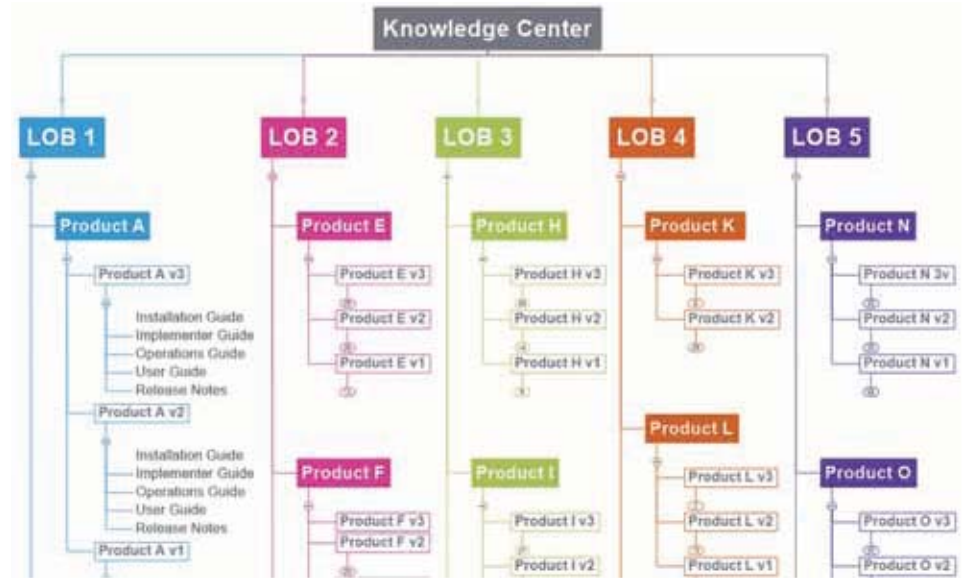 Knowledge Center
LOB 1
LOB 2
LOB 3
LOB 4
LOB 5
Product A
Product A v3
Installation Guide
Implementer Guide
Operations Guide
User Guide
Release Notes
Product A v2
Installation Guide
Implementer Guide
Operations Guide
User Guide
Release Notes
Product A v1
Product E
Product E v3
Product E v2
Product E v1
Product F
Product F v3
Product F v2
Product H
Product H v3
Product H v2
Product H v1
Product I
Product I v3
Product I v2
Product K
Product K v3
Product K v2
Product L
Product L v3
Product L v2
Product L v1
Product N
Product N 3v
Product N v2
Product N v1
Product O
Product O v3
Product O v2